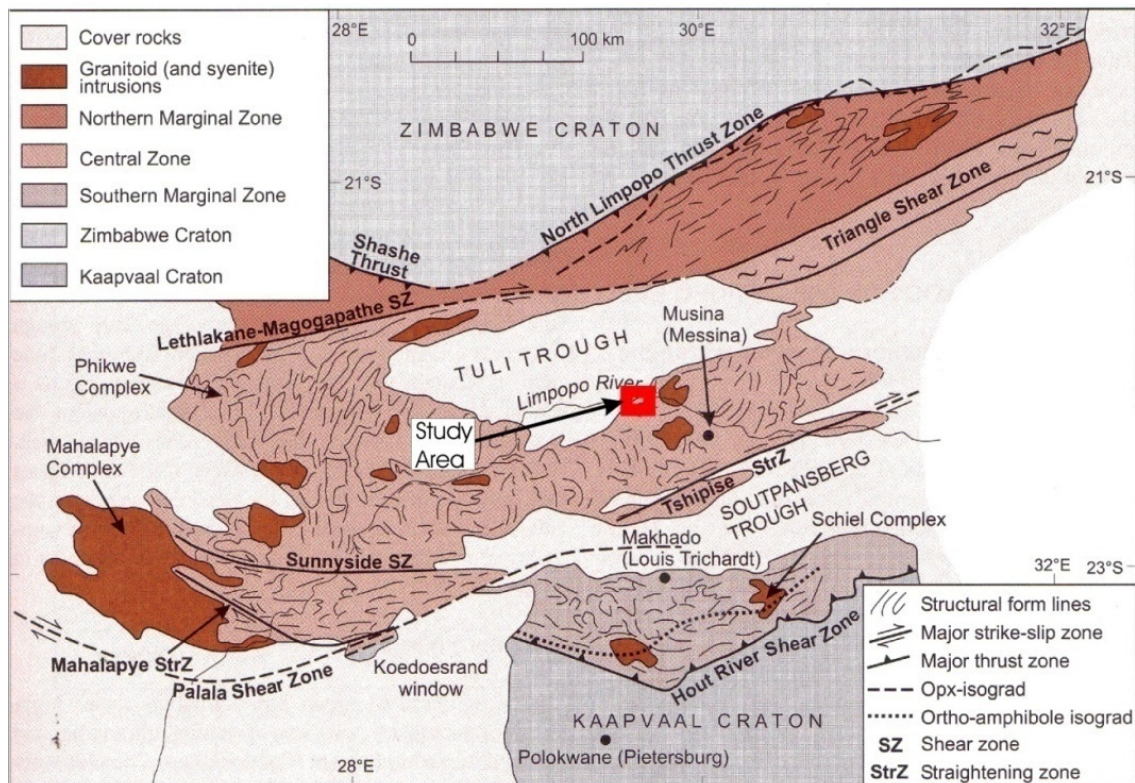 Cover rocks
Granitoid (and syenite)
intrusions
Northern Marginal Zone
Central Zone
Southern Marginal Zone
Zimbabwe Craton
Kaapvaal Craton
28°E
0
100 km
30°E
32°E
ZIMBABWE CRATON
North Limpopo Thrust Zone
21°S
21°S
Triangle Shear Zone
Shashe
Thrust
Lethlakane-Magogapathe SZ
Musina
(Messina)
Phikwe
Complex
TULI TROUGH
Limpopo River
Study
Area
Mahalapye
Complex
Tshipise StrZ
SOUTPANSBERG
TROUGH
Schiel Complex
Makhado
(Louis Trichardt)
Sunnyside SZ
32°E
23°S
Structural form lines
Major strike-slip zone
Major thrust zone
Opx-isograd
Ortho-amphibole isograd
SZ Shear zone
StrZ Straightening zone
Mahalapye StrZ
Palala Shear Zone
Koedoesrand
window
Hout River Shear Zone
KAAPVAAL CRATON
Polokwane (Pietersburg)
28°E